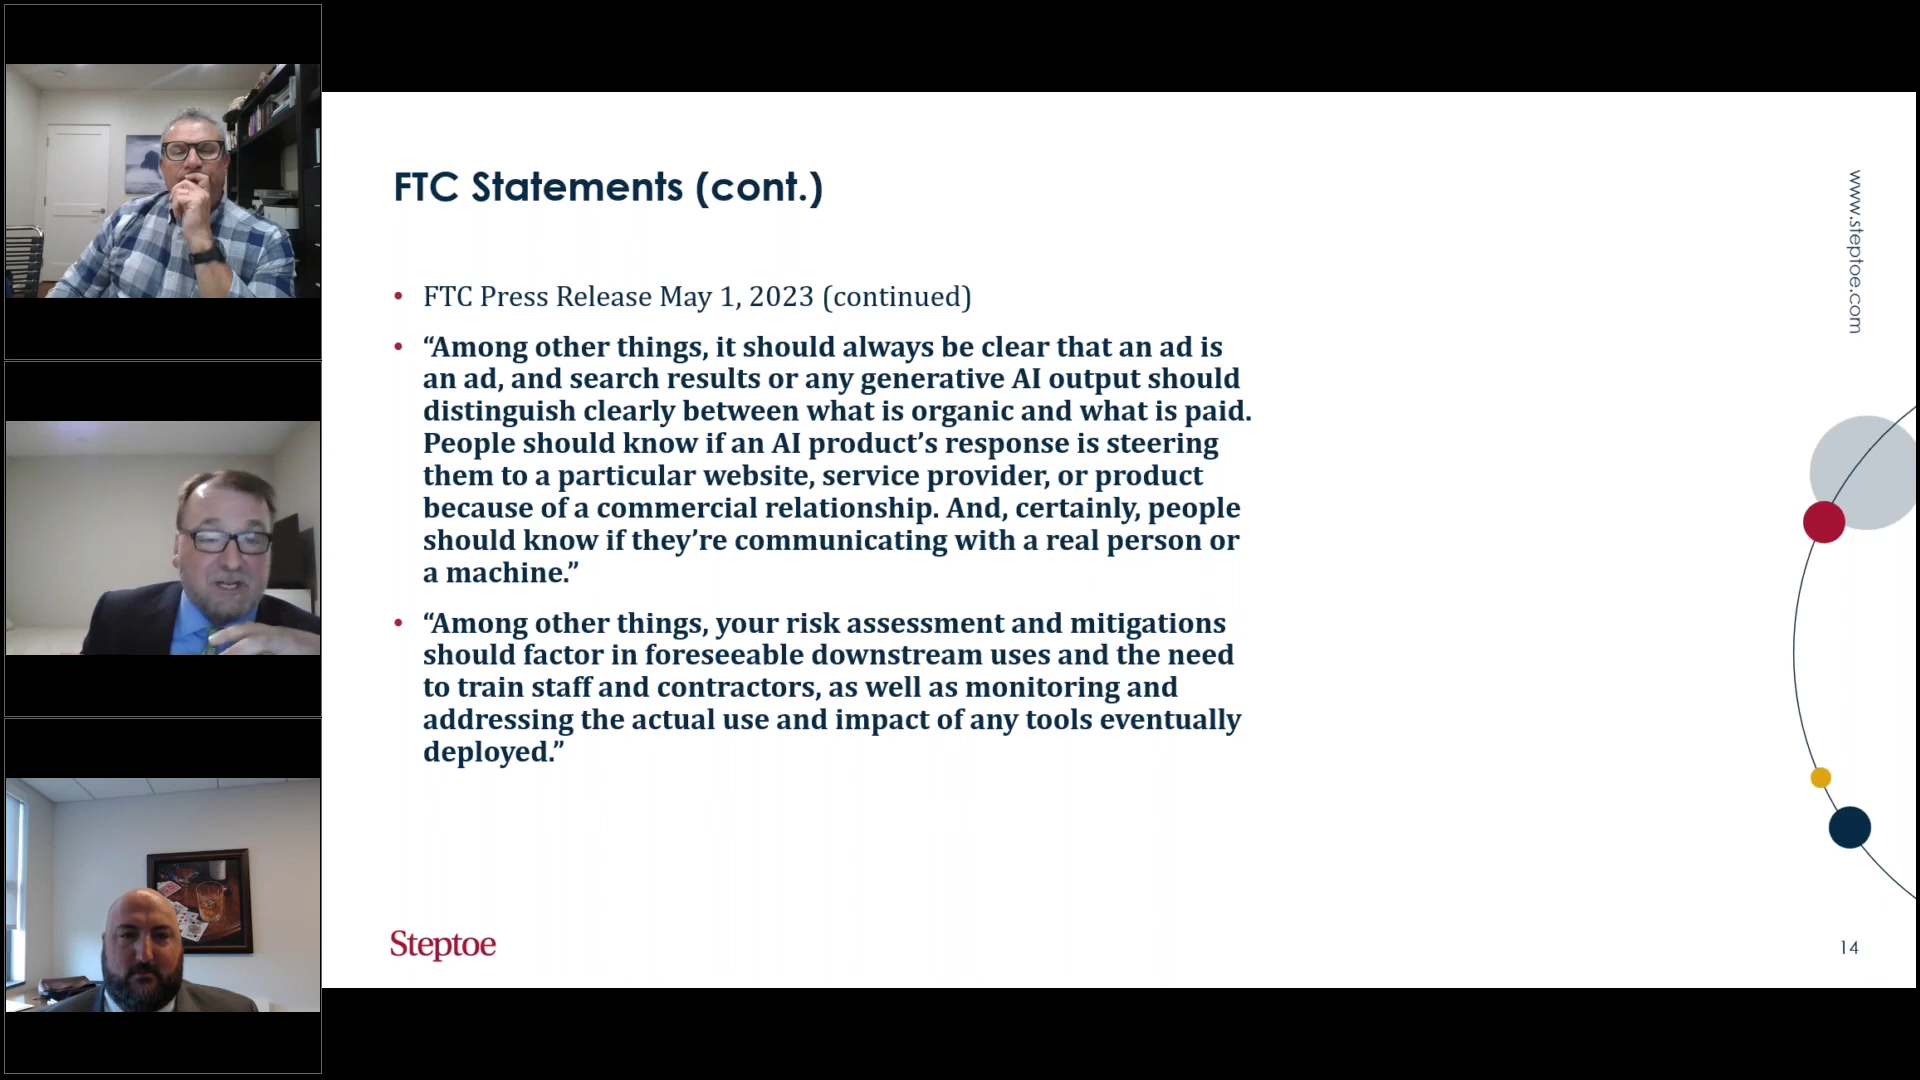 FTC Statements (cont.)
www.steptoe.com
• FTC Press Release May 1, 2023 (continued)
• “Among other things, it should always be clear that an ad is
an ad, and search results or any generative AI output should
distinguish clearly between what is organic and what is paid.
People should know if an AI product’s response is steering
them to a particular website, service provider, or product
because of a commercial relationship. And, certainly, people
should know if they’re communicating with a real person or
a machine.”
• “Among other things, your risk assessment and mitigations
should factor in foreseeable downstream uses and the need
to train staff and contractors, as well as monitoring and
addressing the actual use and impact of any tools eventually
deployed.”
Steptoe
14